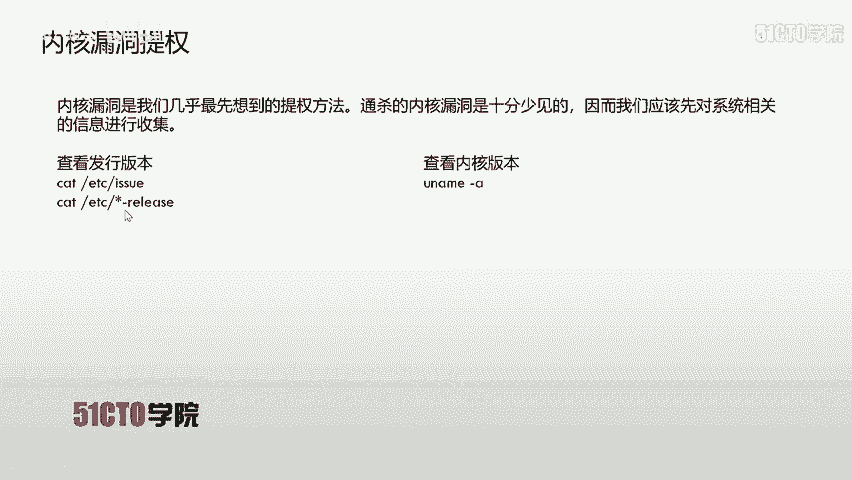 内核漏洞提权
51CTO学院
内核漏洞是我们几乎最先想到的提权方法。通杀的内核漏洞是十分少见的，因而我们应该先对系统相关
的信息进行收集。
查看发行版本
cat /etc/issue
cat /etc/*-release
查看内核版本
uname -a
51CTO学院